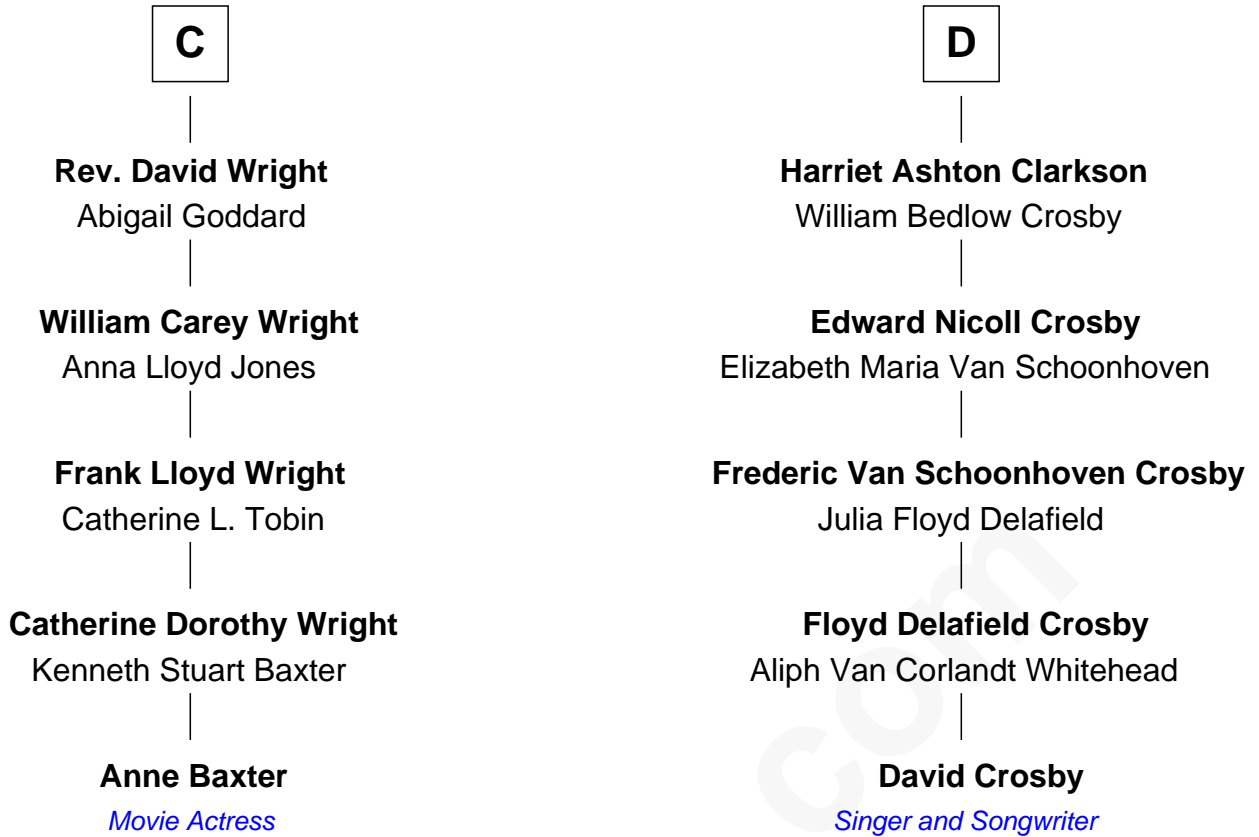 C
Rev. David Wright
Abigail Goddard
William Carey Wright
Anna Lloyd Jones
Frank Lloyd Wright
Catherine L. Tobin
Catherine Dorothy Wright
Kenneth Stuart Baxter
Anne Baxter
Movie Actress
D
Harriet Ashton Clarkson
William Bedlow Crosby
Edward Nicoll Crosby
Elizabeth Maria Van Schoonhoven
Frederic Van Schoonhoven Crosby
Julia Floyd Delafield
Floyd Delafield Crosby
Aliph Van Corlandt Whitehead
David Crosby
Singer and Songwriter
com